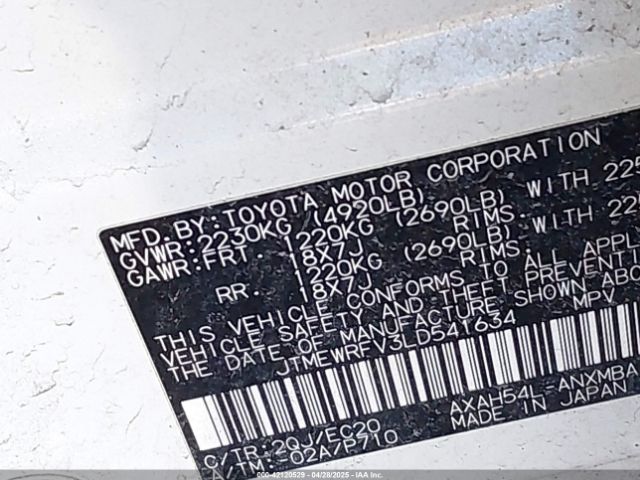 MFD.BY:TOYOTA MOTOR CORPORATION
GVWR:2230KG (4920LB)
GAWR:FRT. 1220KG (2690LB) WITH 225
18X7J RIMS.
RR. 1220KG (2690LB) WITH 22
18X7J RIMS.
THIS VEHICLE CONFORMS TO ALL APPL
VEHICLE SAFETY AND THEFT PREVENTI
THE DATE OF MANUFACTURE SHOWN ABO
JTMEWRFV3LD541634 MPV
AXAH54L-ANXMBA
C/TR:2QJ/EC20 MADE IN JAPAN
A/TM:-02A/P710
000-42120529 - 04/28/2025 - 000-AAAAA